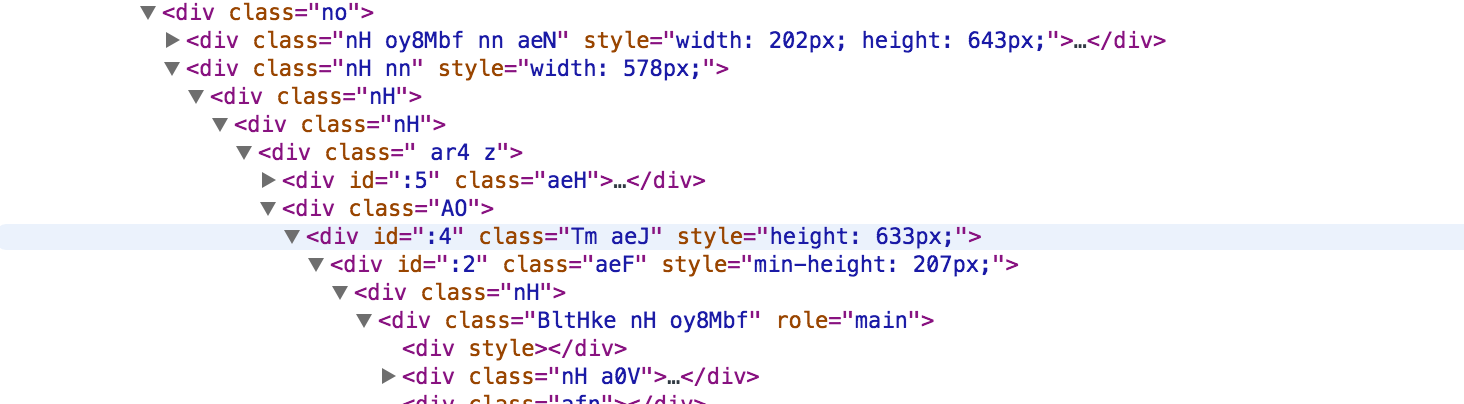 <div class="no">
<div class="nH oy8Mbf nn aeN" style="width: 202px; height: 643px;">…</div>
<div class="nH nn" style="width: 578px;">
<div class="nH">
<div class="nH">
<div class=" ar4 z">
<div id=":5" class="aeH">…</div>
<div class="AO">
<div id=":4" class="Tm aeJ" style="height: 633px;">
<div id=":2" class="aeF" style="min-height: 207px;">
<div class="nH">
<div class="BltHke nH oy8Mbf" role="main">
<div style></div>
<div class="nH a0V">…</div>
<div class="afn"></div>